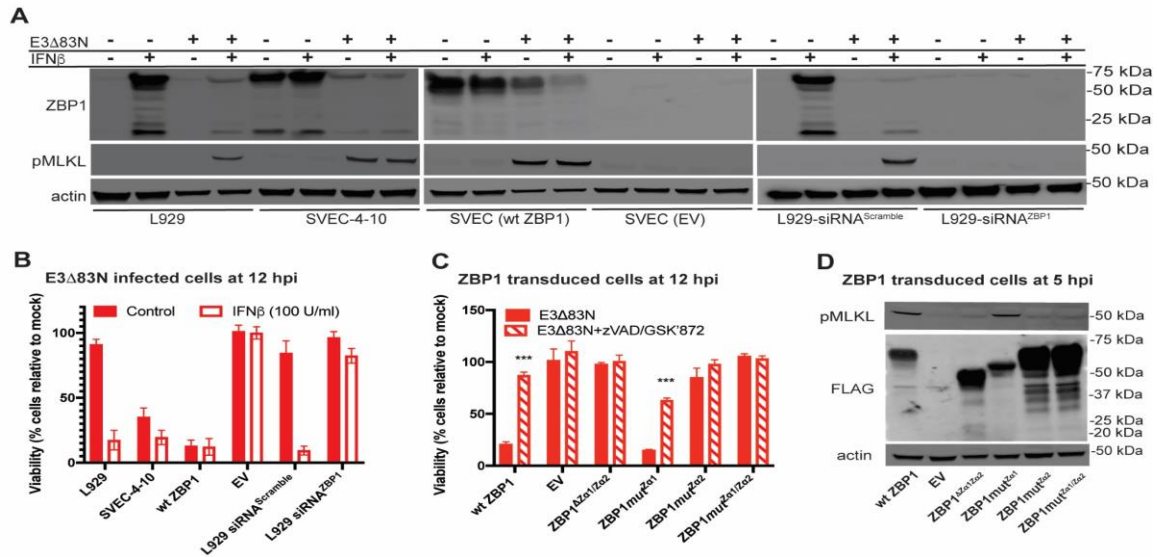 A
E3Δ83N - - + + - - + + - - + + - - + + - - + + - - + +
IFNβ - + - + - + - + - + - + - + - + - + - + - + - +
ZBP1
-75 kDa
-50 kDa
-25 kDa
pMLKL
-50 kDa
actin
-50 kDa
L929 SVEC-4-10 SVEC (wt ZBP1) SVEC (EV) L929-siRNAScramble L929-siRNAZBP1
B
E3Δ83N infected cells at 12 hpi
Control IFNβ (100 U/ml)
Viability (% cells relative to mock)
100
50
0
L929 SVEC-4-10 wt ZBP1 EV L929 siRNAScramble L929 siRNAZBP1
C
ZBP1 transduced cells at 12 hpi
E3Δ83N
E3Δ83N+zVAD/GSK'872
Viability (% cells relative to mock)
150
100
50
0
*** ***
wt ZBP1 EV ZBP1ΔZα1/Zα2 ZBP1mutZα1 ZBP1mutZα2 ZBP1mutZα1/Zα2
D
ZBP1 transduced cells at 5 hpi
pMLKL
-50 kDa
-75 kDa
FLAG
-50 kDa
-37 kDa
-25 kDa
-20 kDa
actin
-50 kDa
wt ZBP1 EV ZBP1ΔZα1/Zα2 ZBP1mutZα1 ZBP1mutZα2 ZBP1mutZα1/Zα2